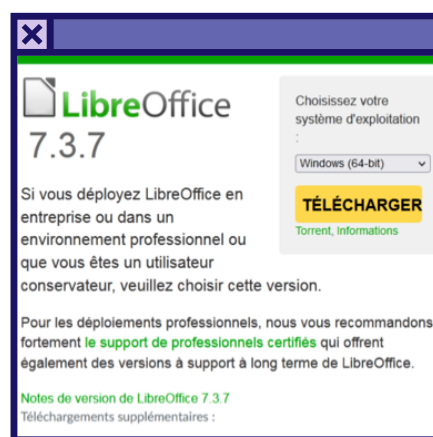 LibreOffice
7.3.7
Si vous déployez LibreOffice en
entreprise ou dans un
environnement professionnel ou
que vous êtes un utilisateur
conservateur, veuillez choisir cette version.
Pour les déploiements professionnels, nous vous recommandons
fortement le support de professionnels certifiés qui offrent
également des versions à support à long terme de LibreOffice.
Notes de version de LibreOffice 7.3.7
Téléchargements supplémentaires :
Choisissez votre
système d'exploitation
:
Windows (64-bit)
TÉLÉCHARGER
Torrent, Informations